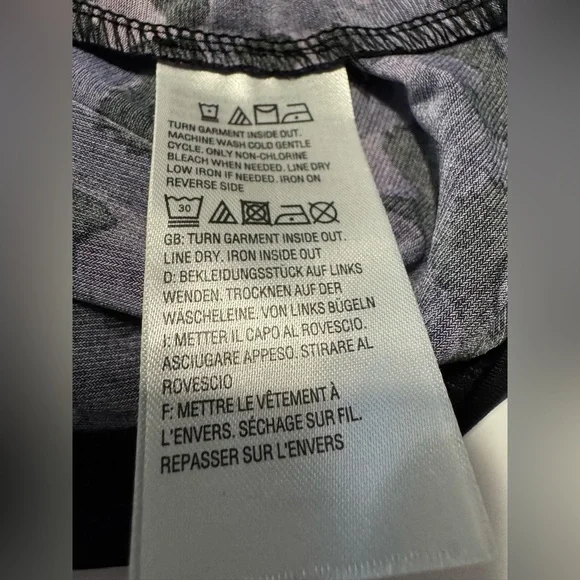 TURN GARMENT INSIDE OUT.
MACHINE WASH COLD GENTLE
CYCLE. ONLY NON-CHLORINE
BLEACH WHEN NEEDED. LINE DRY
LOW IRON IF NEEDED. IRON ON
REVERSE SIDE
30
GB: TURN GARMENT INSIDE OUT.
LINE DRY. IRON INSIDE OUT
D: BEKLEIDUNGSSTÜCK AUF LINKS
WENDEN. TROCKNEN AUF DER
WÄSCHELEINE. VON LINKS BÜGELN
I: METTER IL CAPO AL ROVESCIO.
ASCIUGARE APPESO. STIRARE AL
ROVESCIO
F: METTRE LE VÊTEMENT À
L'ENVERS. SÉCHAGE SUR FIL.
REPASSER SUR L'ENVERS